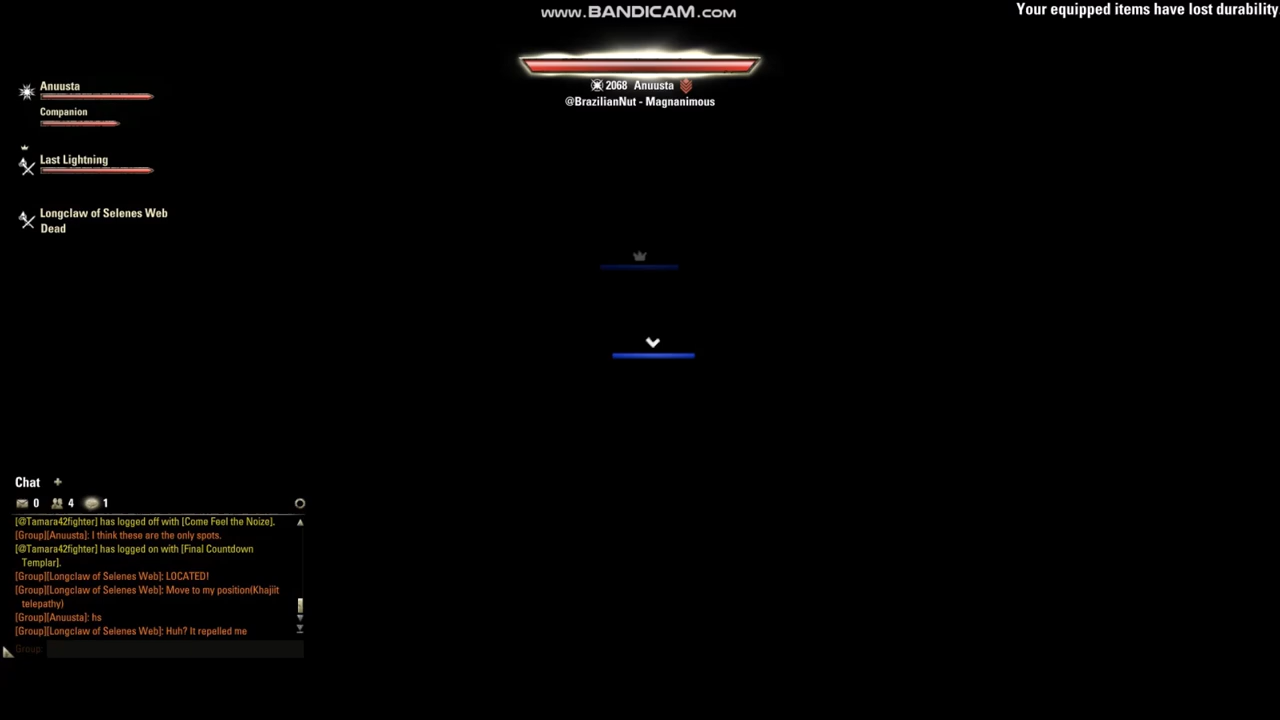 www.BANDICAM.com
Your equipped items have lost durability
2068 Anuusta
@BrazilianNut - Magnanimous
Anuusta
Companion
Last Lightning
Longclaw of Selenes Web
Dead
Chat +
0 4 1
[@Tamara42fighter] has logged off with [Come Feel the Noize].
[Group][Anuusta]: I think these are the only spots.
[@Tamara42fighter] has logged on with [Final Countdown
Templar].
[Group][Longclaw of Selenes Web]: LOCATED!
[Group][Longclaw of Selenes Web]: Move to my position(Khajiit
telepathy)
[Group][Anuusta]: hs
[Group][Longclaw of Selenes Web]: Huh? It repelled me
Group: